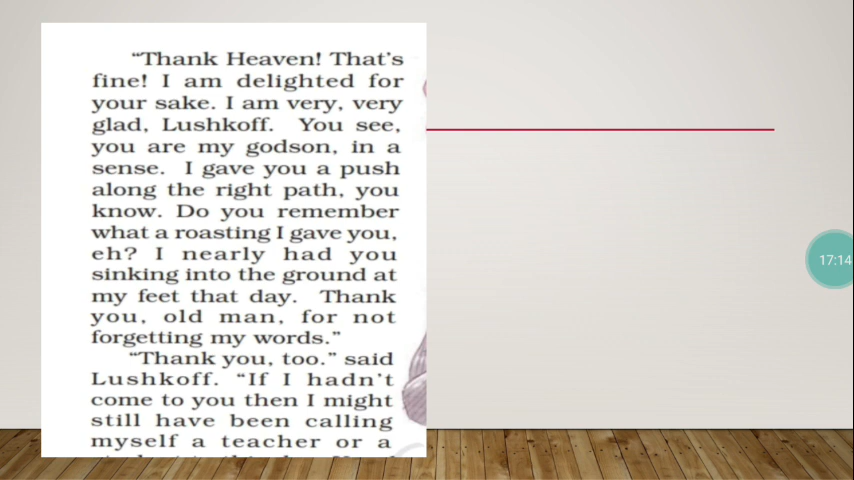 “Thank Heaven! That’s
fine! I am delighted for
your sake. I am very, very
glad, Lushkoff. You see,
you are my godson, in a
sense. I gave you a push
along the right path, you
know. Do you remember
what a roasting I gave you,
eh? I nearly had you
sinking into the ground at
my feet that day. Thank
you, old man, for not
forgetting my words.”
“Thank you, too.” said
Lushkoff. “If I hadn’t
come to you then I might
still have been calling
myself a teacher or a
17:14